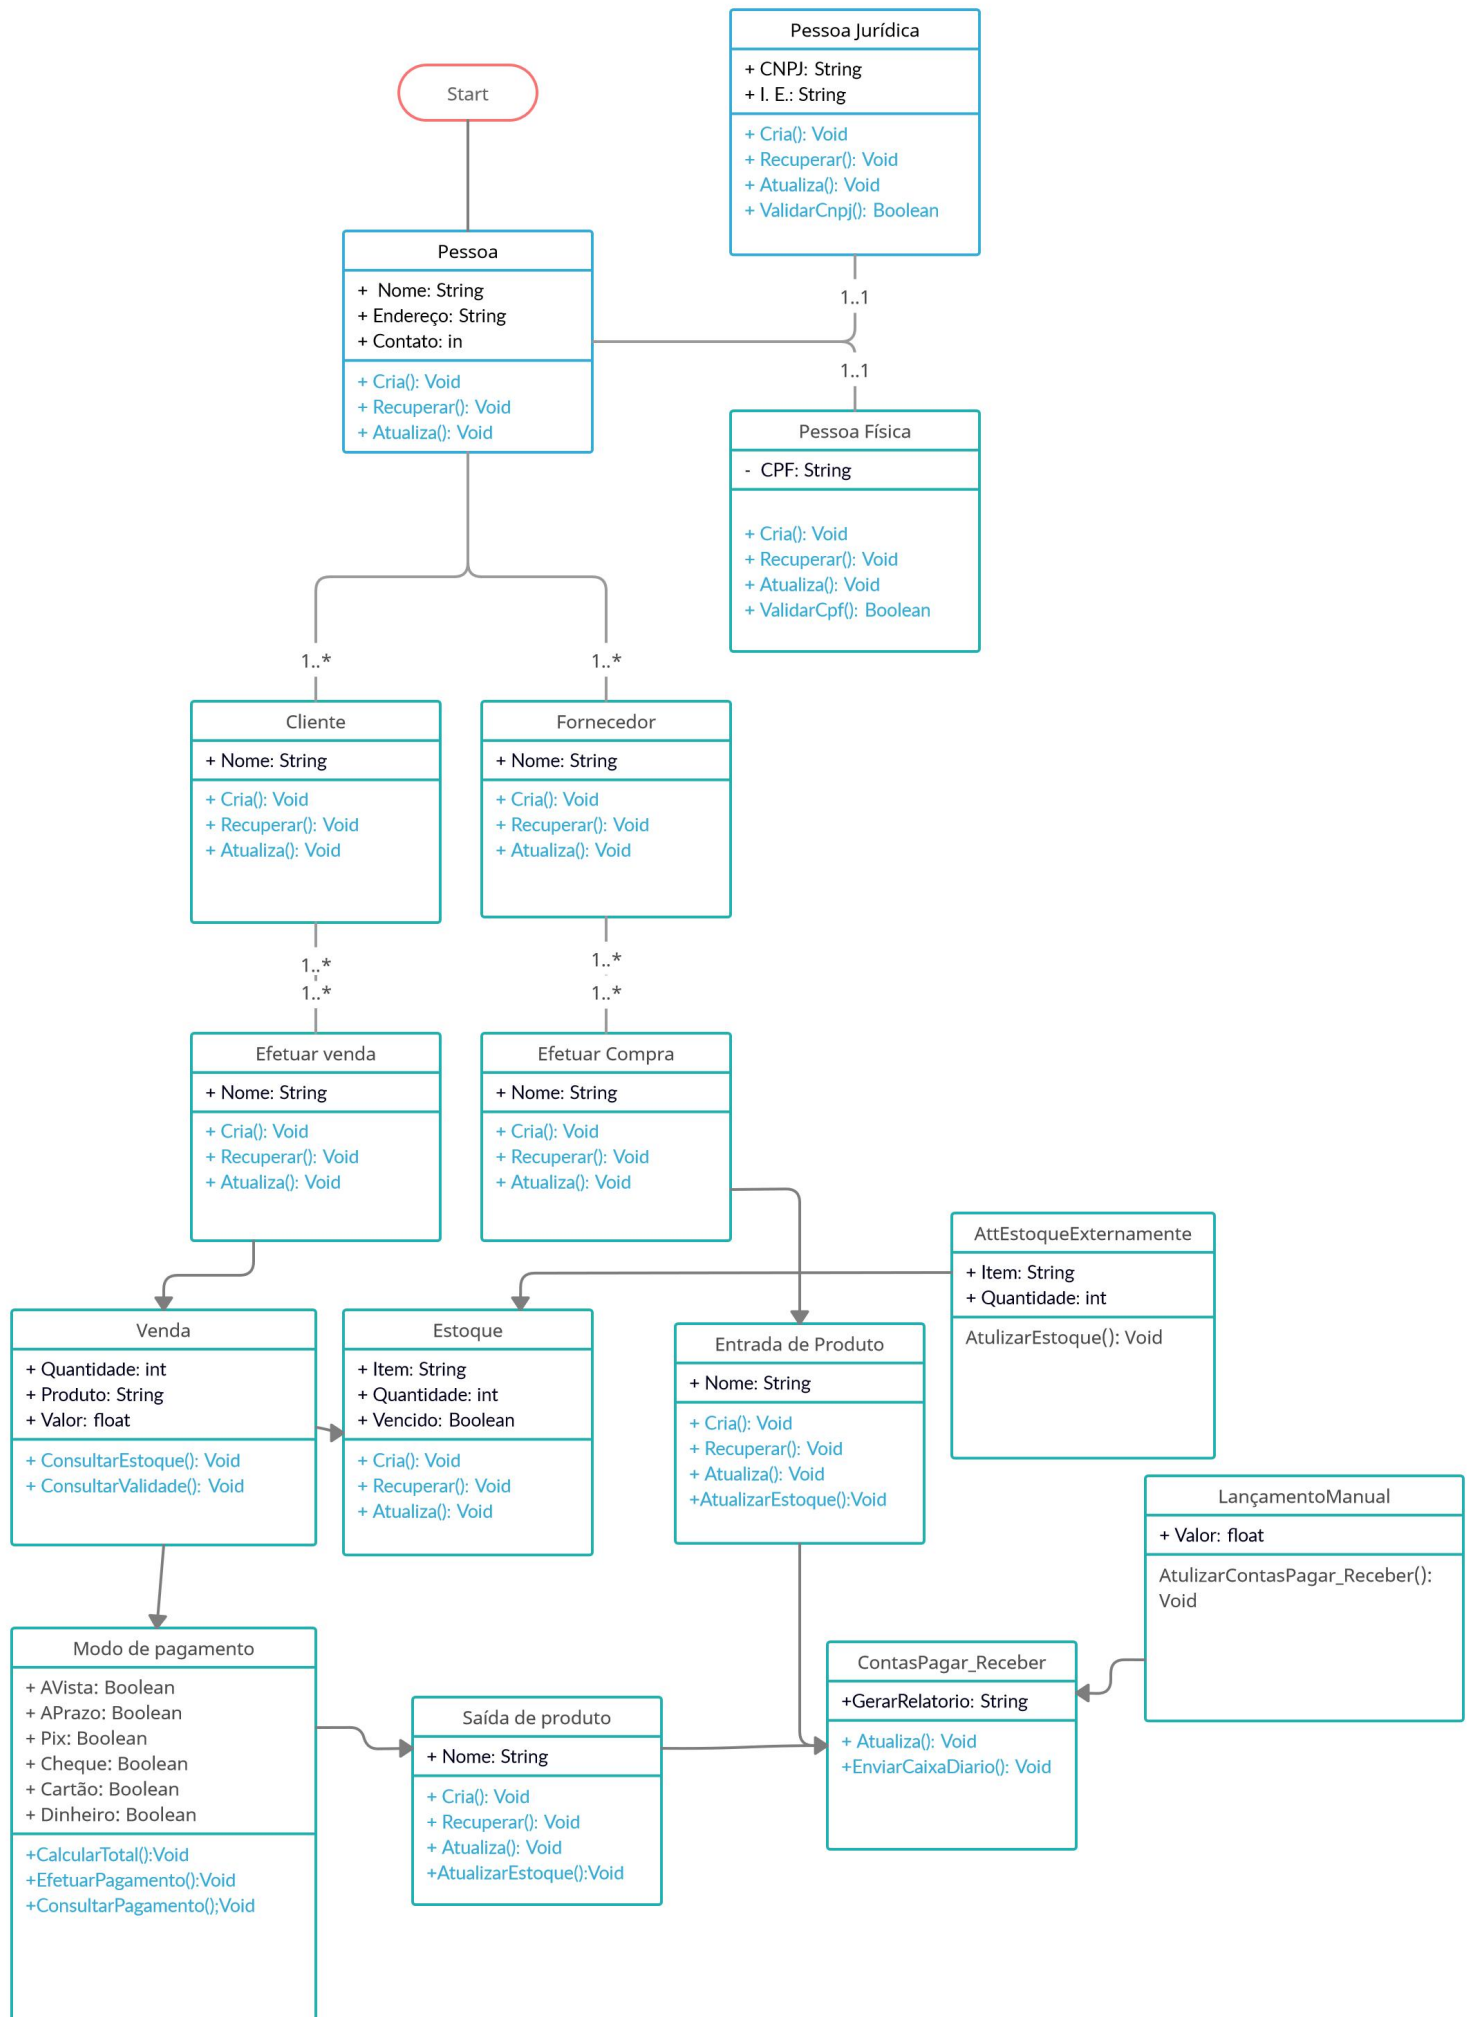 Pessoa Jurídica
+ CNPJ: String
+ I. E.: String
+ Cria(): Void
+ Recuperar(): Void
+ Atualiza(): Void
+ ValidarCnpj(): Boolean
Start
Pessoa
+  Nome: String
+ Endereço: String
+ Contato: in
+ Cria(): Void
+ Recuperar(): Void
+ Atualiza(): Void
1..1
1..1
Pessoa Física
-  CPF: String
+ Cria(): Void
+ Recuperar(): Void
+ Atualiza(): Void
+ ValidarCpf(): Boolean
1..*
1..*
Cliente
+ Nome: String
+ Cria(): Void
+ Recuperar(): Void
+ Atualiza(): Void
Fornecedor
+ Nome: String
+ Cria(): Void
+ Recuperar(): Void
+ Atualiza(): Void
1..*
1..*
1..*
1..*
Efetuar venda
+ Nome: String
+ Cria(): Void
+ Recuperar(): Void
+ Atualiza(): Void
Efetuar Compra
+ Nome: String
+ Cria(): Void
+ Recuperar(): Void
+ Atualiza(): Void
AttEstoqueExternamente
+ Item: String
+ Quantidade: int
AtulizarEstoque(): Void
Venda
+ Quantidade: int
+ Produto: String
+ Valor: float
+ ConsultarEstoque(): Void
+ ConsultarValidade(): Void
Estoque
+ Item: String
+ Quantidade: int
+ Vencido: Boolean
+ Cria(): Void
+ Recuperar(): Void
+ Atualiza(): Void
Entrada de Produto
+ Nome: String
+ Cria(): Void
+ Recuperar(): Void
+ Atualiza(): Void
+AtualizarEstoque():Void
LançamentoManual
+ Valor: float
AtulizarContasPagar_Receber():
Void
Modo de pagamento
+ AVista: Boolean
+ APrazo: Boolean
+ Pix: Boolean
+ Cheque: Boolean
+ Cartão: Boolean
+ Dinheiro: Boolean
+CalcularTotal():Void
+EfetuarPagamento():Void
+ConsultarPagamento();Void
Saída de produto
+ Nome: String
+ Cria(): Void
+ Recuperar(): Void
+ Atualiza(): Void
+AtualizarEstoque():Void
ContasPagar_Receber
+GerarRelatorio: String
+ Atualiza(): Void
+EnviarCaixaDiario(): Void